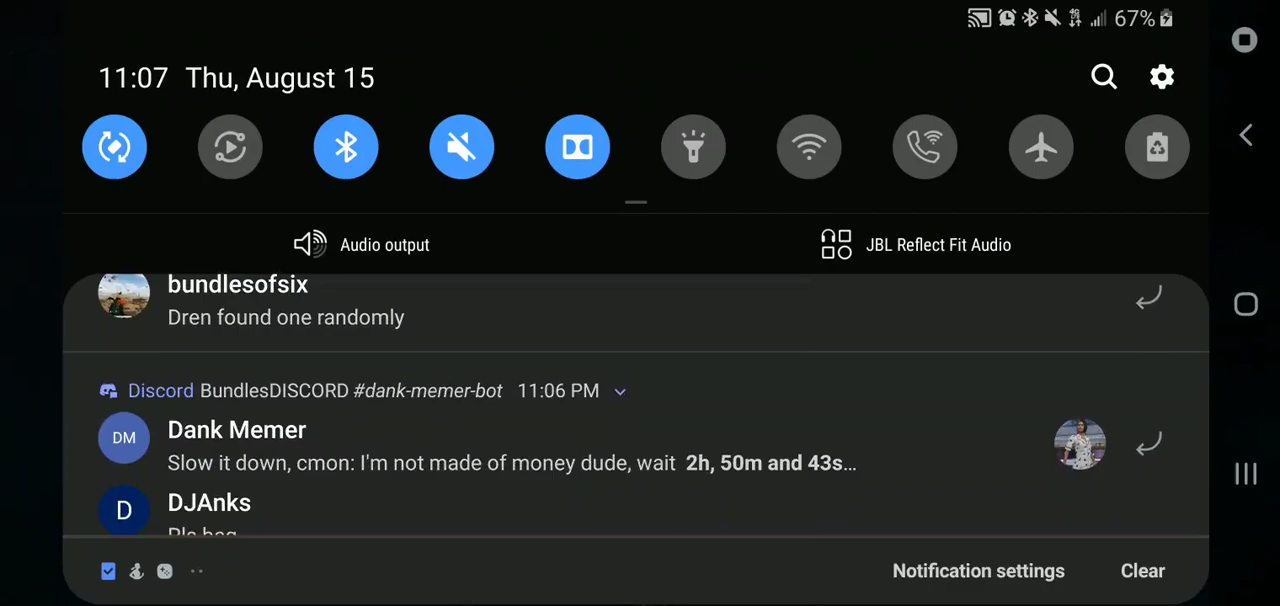 67%
11:07 Thu, August 15
Audio output
JBL Reflect Fit Audio
bundlesofsix
Dren found one randomly
Discord BundlesDISCORD #dank-memer-bot 11:06 PM
DM
Dank Memer
Slow it down, cmon: I'm not made of money dude, wait 2h, 50m and 43s...
D
DJAnks
Notification settings
Clear